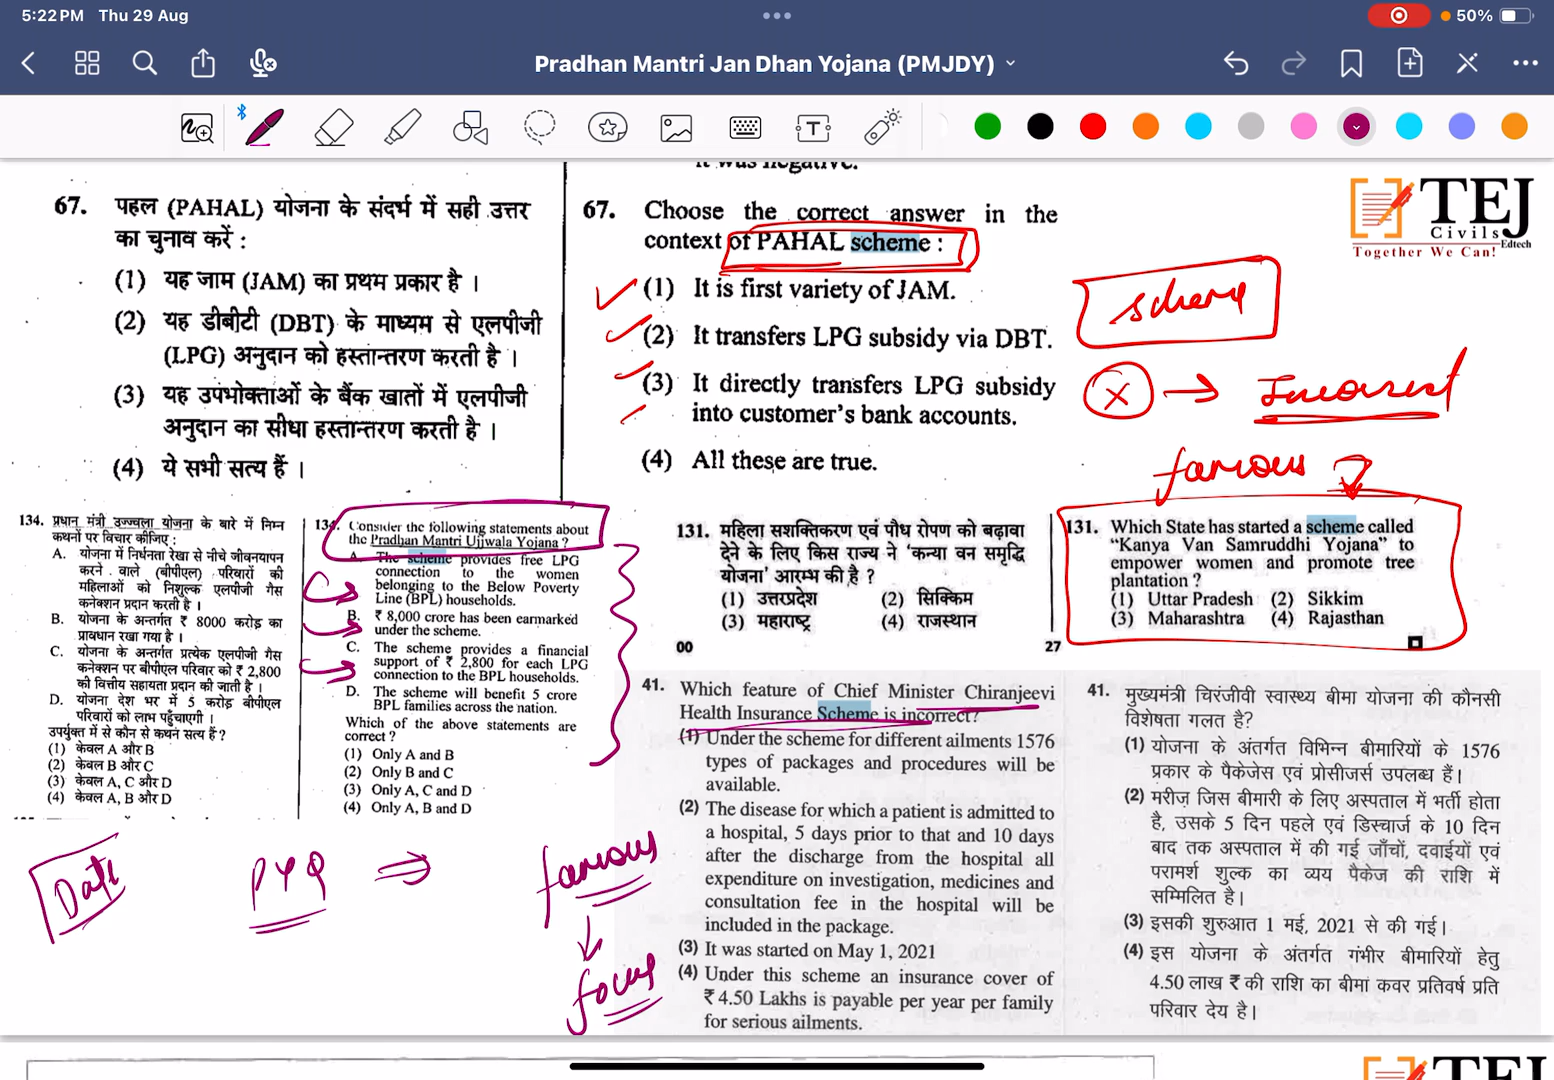 5:22 PM Thu 29 Aug
50%
Pradhan Mantri Jan Dhan Yojana (PMJDY)
67. पहल (PAHAL) योजना के संदर्भ में सही उत्तर
का चुनाव करें :
(1) यह जाम (JAM) का प्रथम प्रकार है ।
(2) यह डीबीटी (DBT) के माध्यम से एलपीजी
(LPG) अनुदान को हस्तान्तरण करती है ।
(3) यह उपभोक्ताओं के बैंक खातों में एलपीजी
अनुदान का सीधा हस्तान्तरण करती है ।
(4) ये सभी सत्य हैं ।
it was negative.
67. Choose the correct answer in the
context of PAHAL scheme :
(1) It is first variety of JAM.
(2) It transfers LPG subsidy via DBT.
(3) It directly transfers LPG subsidy
into customer's bank accounts.
(4) All these are true.
TEJ
Civils
Edtech
Together We Can!
scheme
X → Incorrect
famous
134. प्रधान मंत्री उज्ज्वला योजना के बारे में निम्न
कथनों पर विचार कीजिए :
A. योजना में निर्धनता रेखा से नीचे जीवनयापन
करने वाले (बीपीएल) परिवारों की
महिलाओं को निशुल्क एलपीजी गैस
कनेक्शन प्रदान करती है ।
B. योजना के अन्तर्गत ₹ 8000 करोड़ का
प्रावधान रखा गया है ।
C. योजना के अन्तर्गत प्रत्येक एलपीजी गैस
कनेक्शन पर बीपीएल परिवार को ₹ 2,800
की वित्तीय सहायता प्रदान की जाती है ।
D. योजना देश भर में 5 करोड़ बीपीएल
परिवारों को लाभ पहुँचाएगी ।
उपर्युक्त में से कौन से कथन सत्य हैं?
(1) केवल A और B
(2) केवल B और C
(3) केवल A, C और D
(4) केवल A, B और D
134. Consider the following statements about
the Pradhan Mantri Ujjwala Yojana ?
A. The scheme provides free LPG
connection to the women
belonging to the Below Poverty
Line (BPL) households.
B. ₹ 8,000 crore has been earmarked
under the scheme.
C. The scheme provides a financial
support of ₹ 2,800 for each LPG
connection to the BPL households.
D. The scheme will benefit 5 crore
BPL families across the nation.
Which of the above statements are
correct ?
(1) Only A and B
(2) Only B and C
(3) Only A, C and D
(4) Only A, B and D
131. महिला सशक्तिकरण एवं पौध रोपण को बढ़ावा
देने के लिए किस राज्य ने 'कन्या वन समृद्धि
योजना' आरम्भ की है ?
(1) उत्तरप्रदेश (2) सिक्किम
(3) महाराष्ट्र (4) राजस्थान
00
27
131. Which State has started a scheme called
"Kanya Van Samruddhi Yojana" to
empower women and promote tree
plantation ?
(1) Uttar Pradesh (2) Sikkim
(3) Maharashtra (4) Rajasthan
41. Which feature of Chief Minister Chiranjeevi
Health Insurance Scheme is incorrect?
(1) Under the scheme for different ailments 1576
types of packages and procedures will be
available.
(2) The disease for which a patient is admitted to
a hospital, 5 days prior to that and 10 days
after the discharge from the hospital all
expenditure on investigation, medicines and
consultation fee in the hospital will be
included in the package.
(3) It was started on May 1, 2021
(4) Under this scheme an insurance cover of
₹ 4.50 Lakhs is payable per year per family
for serious ailments.
41. मुख्यमंत्री चिरंजीवी स्वास्थ्य बीमा योजना की कौनसी
विशेषता गलत है?
(1) योजना के अंतर्गत विभिन्न बीमारियों के 1576
प्रकार के पैकेजेस एवं प्रोसीजर्स उपलब्ध हैं।
(2) मरीज़ जिस बीमारी के लिए अस्पताल में भर्ती होता
है, उसके 5 दिन पहले एवं डिस्चार्ज के 10 दिन
बाद तक अस्पताल में की गई जाँचों, दवाईयों एवं
परामर्श शुल्क का व्यय पैकेज की राशि में
सम्मिलित है।
(3) इसकी शुरुआत 1 मई, 2021 से की गई।
(4) इस योजना के अंतर्गत गंभीर बीमारियों हेतु
4.50 लाख ₹ की राशि का बीमा कवर प्रतिवर्ष प्रति
परिवार देय है।
Date
PYQ ⇒ famous
↓
focus
TEJ